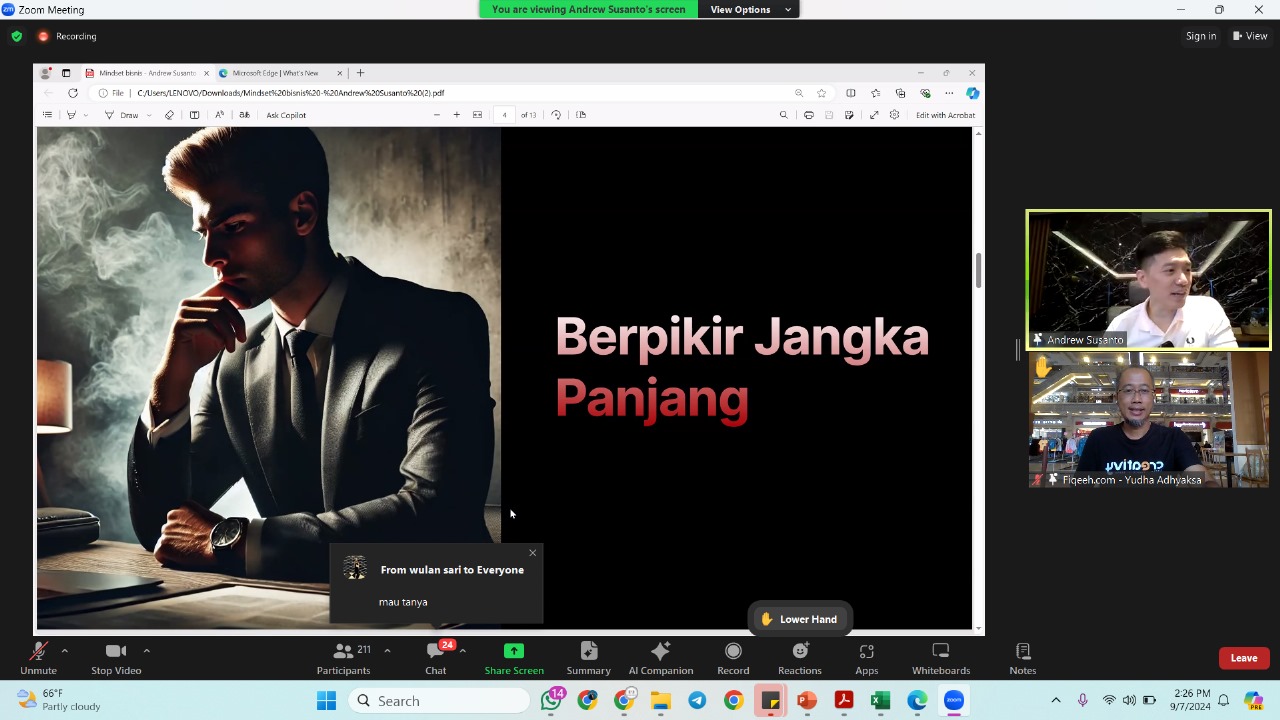 Zoom Meeting
You are viewing Andrew Susanto's screen
View Options
Recording
Sign in
View
Mindset bisnis - Andrew Susanto
Microsoft Edge | What's New
File
C:/Users/LENOVO/Downloads/Mindset%20bisnis%20-%20Andrew%20Susanto%20(2).pdf
Draw
Ask Copilot
4 of 13
Edit with Acrobat
Berpikir Jangka
Panjang
Andrew Susanto
creativy
Fiqeeh.com - Yudha Adhyaksa
From wulan sari to Everyone
mau tanya
Lower Hand
211
24
Unmute
Stop Video
Participants
Chat
Share Screen
Summary
AI Companion
Record
Reactions
Apps
Whiteboards
Notes
Leave
66°F
Partly cloudy
Search
14
zoom
2:26 PM
9/7/2024
PRE